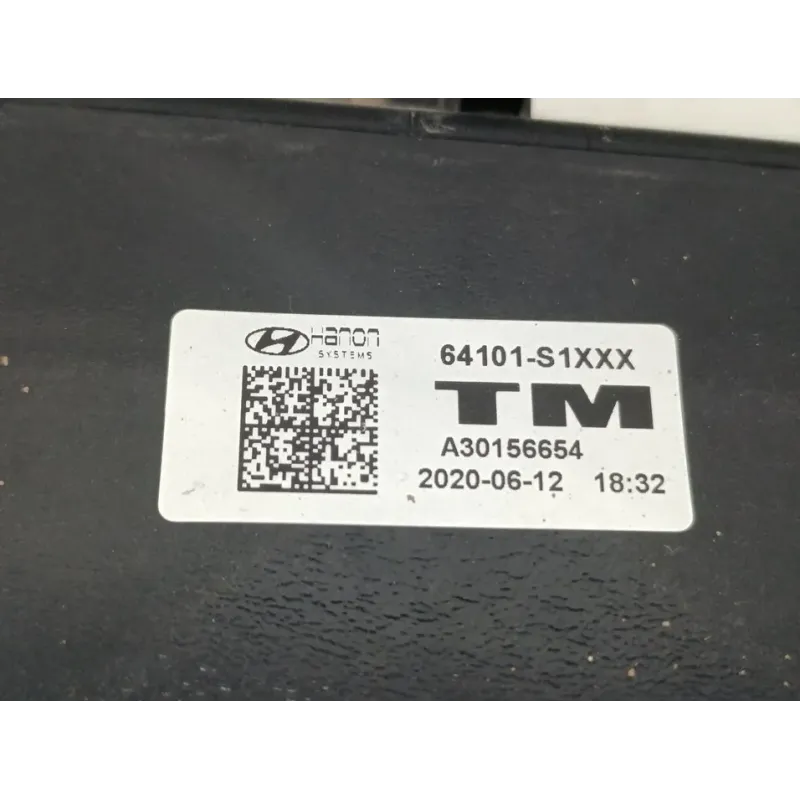 Hanon
SYSTEMS
64101-S1XXX
TM
A30156654
2020-06-12 18:32